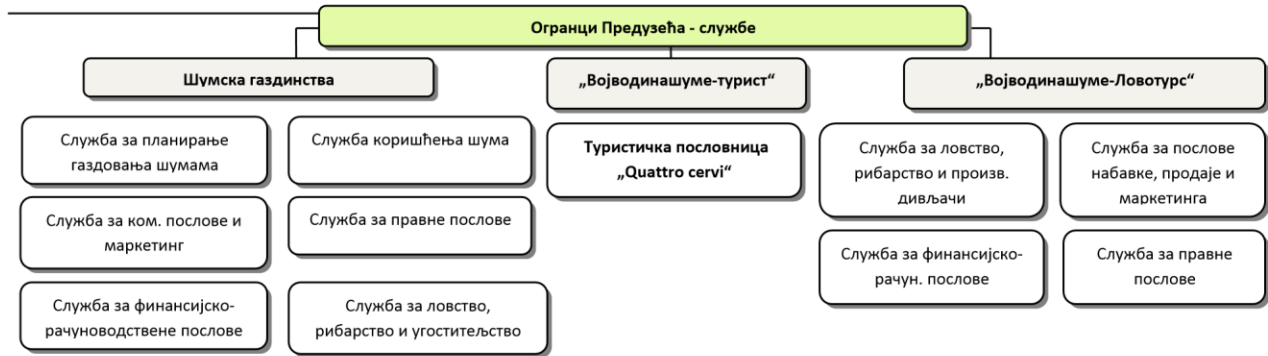 Огранци Предузећа - службе
Шумска газдинства
„Војводинашуме-турист“
„Војводинашуме-Ловотурс“
Служба за планирање
газдовања шумама
Служба коришћења шума
Служба за ком. послове и
маркетинг
Служба за правне послове
Служба за финансијско-
рачуноводствене послове
Служба за ловство,
рибарство и угоститељство
Туристичка пословница
„Quattro cervi“
Служба за ловство,
рибарство и произв.
дивљачи
Служба за послове
набавке, продаје и
маркетинга
Служба за финансијско-
рачун. послове
Служба за правне
послове